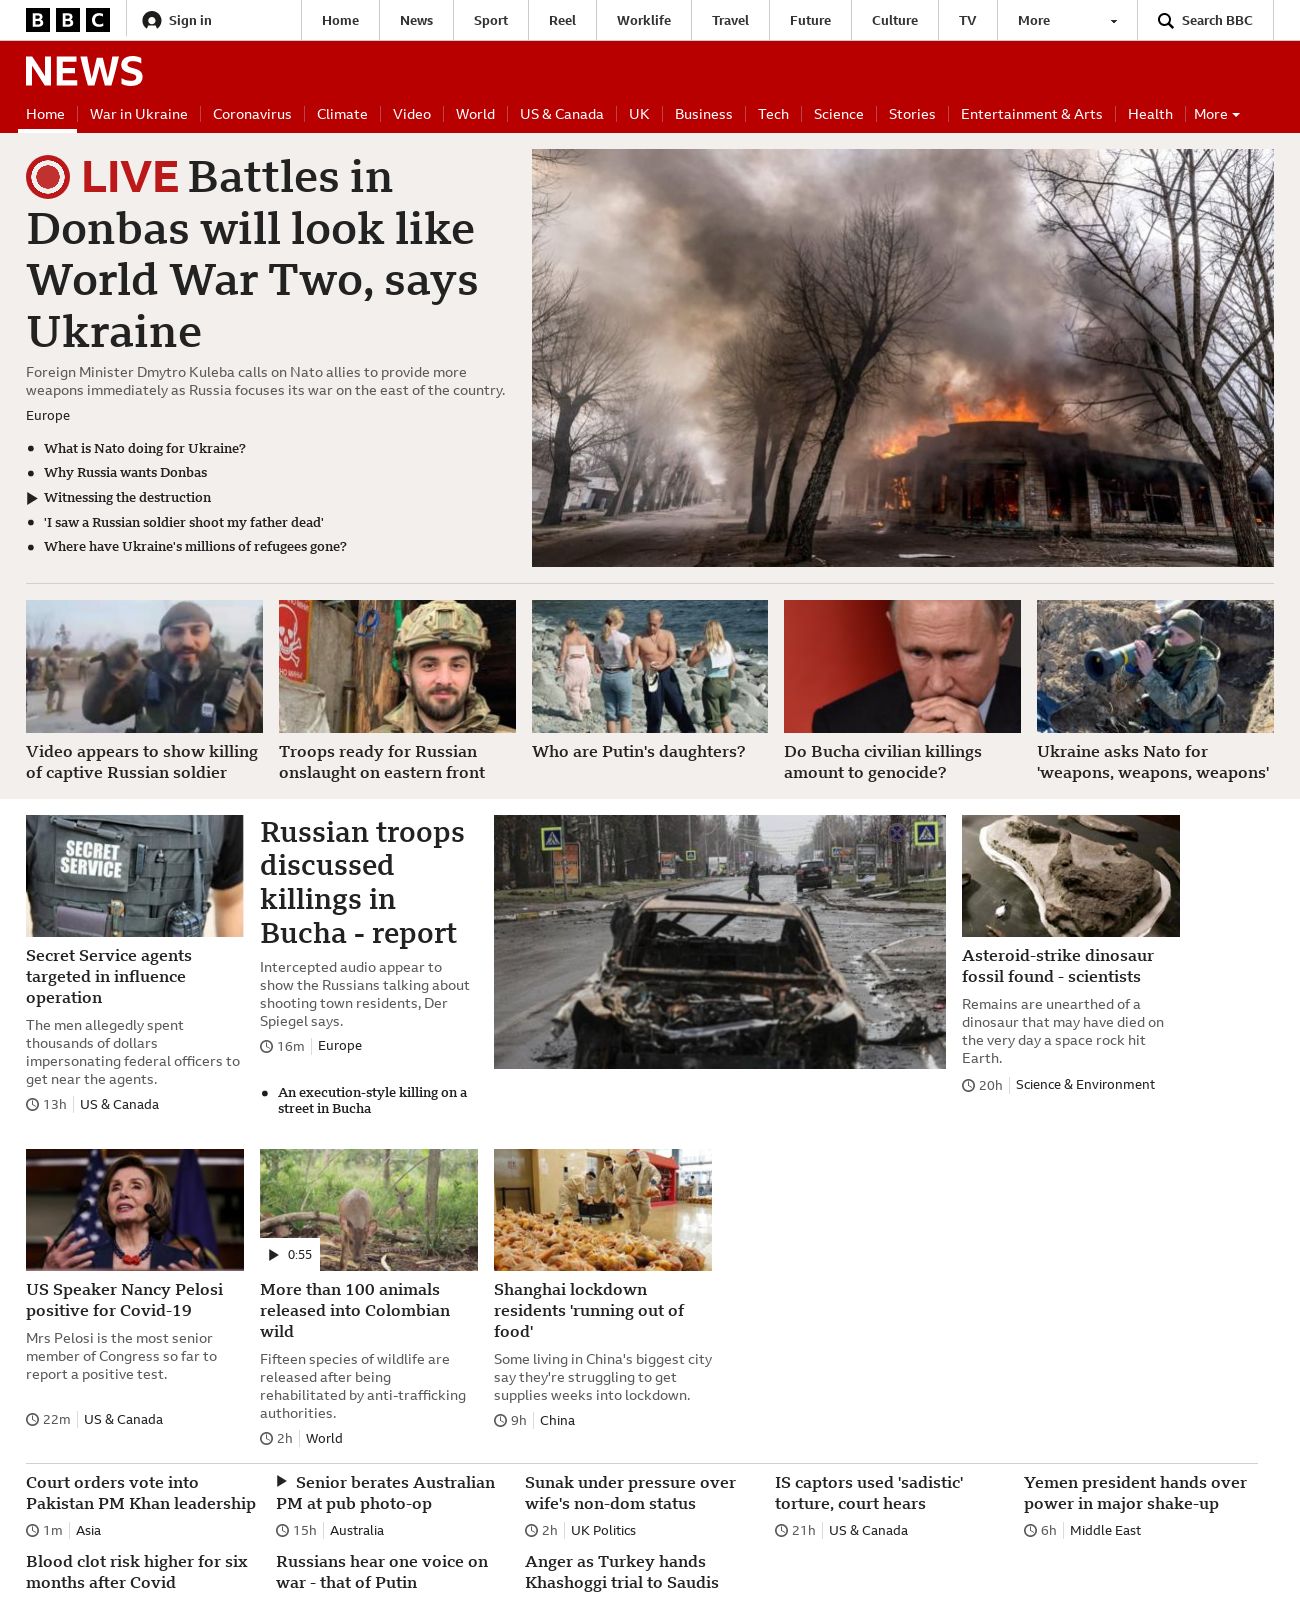 BBC
Sign in
Home
News
Sport
Reel
Worklife
Travel
Future
Culture
TV
More
Search BBC
NEWS
Home
War in Ukraine
Coronavirus
Climate
Video
World
US & Canada
UK
Business
Tech
Science
Stories
Entertainment & Arts
Health
More
LIVE Battles in
Donbas will look like
World War Two, says
Ukraine
Foreign Minister Dmytro Kuleba calls on Nato allies to provide more
weapons immediately as Russia focuses its war on the east of the country.
Europe
What is Nato doing for Ukraine?
Why Russia wants Donbas
Witnessing the destruction
'I saw a Russian soldier shoot my father dead'
Where have Ukraine's millions of refugees gone?
Video appears to show killing
of captive Russian soldier
Troops ready for Russian
onslaught on eastern front
Who are Putin's daughters?
Do Bucha civilian killings
amount to genocide?
Ukraine asks Nato for
'weapons, weapons, weapons'
SECRET
SERVICE
Secret Service agents
targeted in influence
operation
The men allegedly spent
thousands of dollars
impersonating federal officers to
get near the agents.
13h
US & Canada
Russian troops
discussed
killings in
Bucha - report
Intercepted audio appear to
show the Russians talking about
shooting town residents, Der
Spiegel says.
16m
Europe
An execution-style killing on a
street in Bucha
Asteroid-strike dinosaur
fossil found - scientists
Remains are unearthed of a
dinosaur that may have died on
the very day a space rock hit
Earth.
20h
Science & Environment
US Speaker Nancy Pelosi
positive for Covid-19
Mrs Pelosi is the most senior
member of Congress so far to
report a positive test.
22m
US & Canada
0:55
More than 100 animals
released into Colombian
wild
Fifteen species of wildlife are
released after being
rehabilitated by anti-trafficking
authorities.
2h
World
Shanghai lockdown
residents 'running out of
food'
Some living in China's biggest city
say they're struggling to get
supplies weeks into lockdown.
9h
China
Court orders vote into
Pakistan PM Khan leadership
1m
Asia
Senior berates Australian
PM at pub photo-op
15h
Australia
Sunak under pressure over
wife's non-dom status
2h
UK Politics
IS captors used 'sadistic'
torture, court hears
21h
US & Canada
Yemen president hands over
power in major shake-up
6h
Middle East
Blood clot risk higher for six
months after Covid
Russians hear one voice on
war - that of Putin
Anger as Turkey hands
Khashoggi trial to Saudis